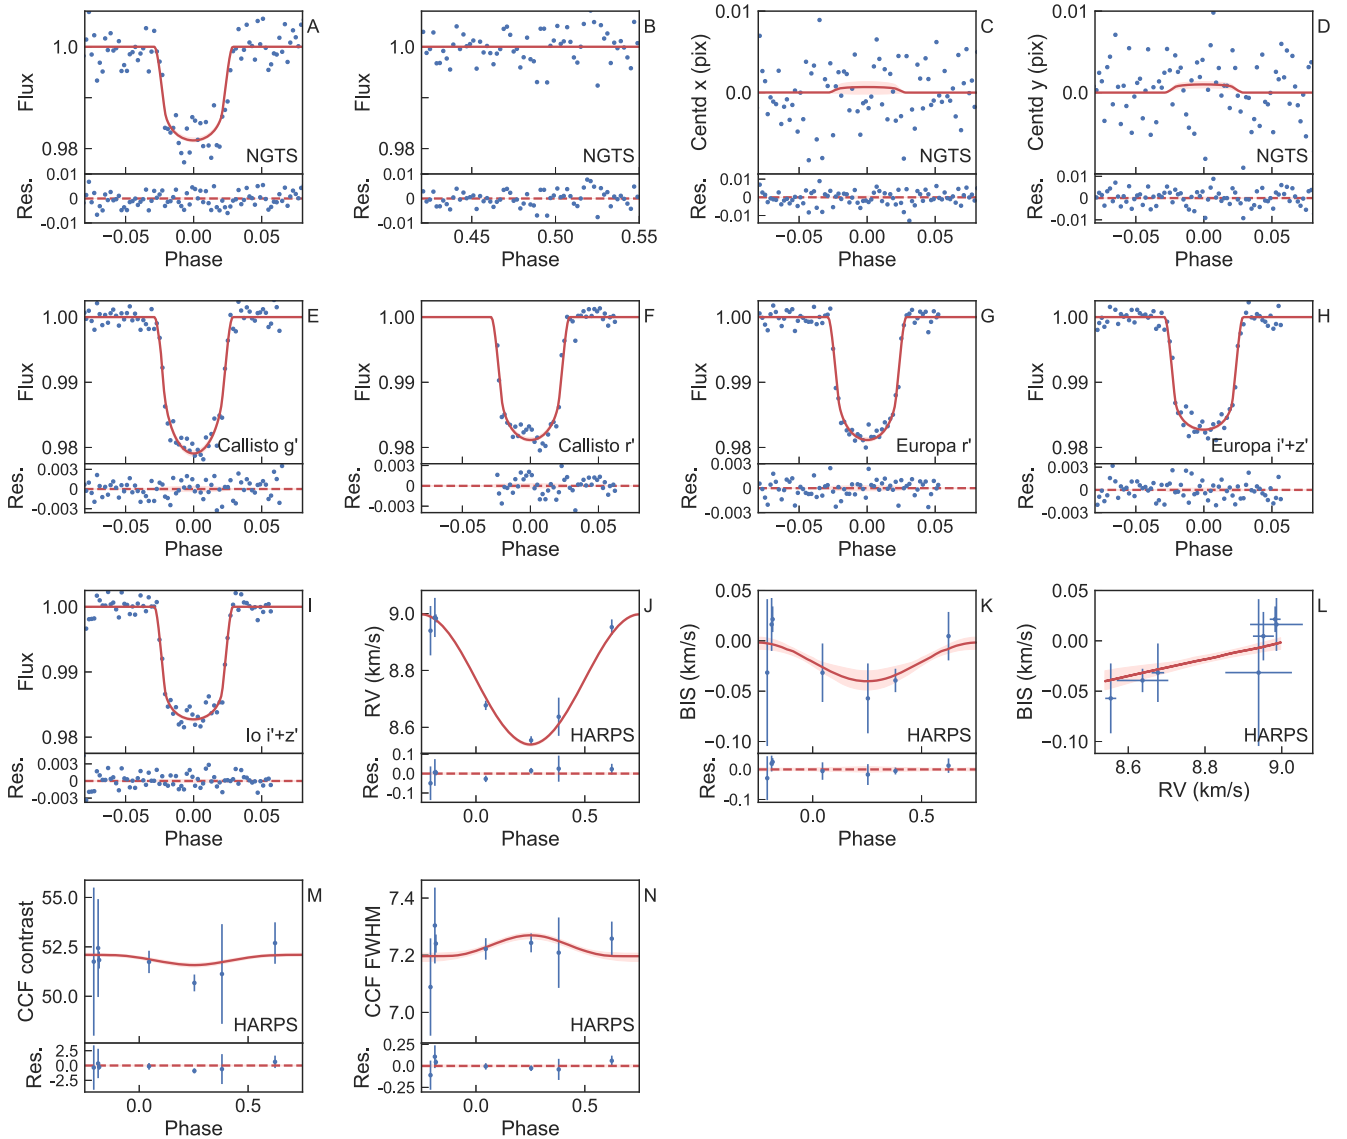 A
1.0
Flux
0.98
NGTS
0.01
0.0
-0.01
Res.
−0.05 0.00 0.05
Phase
B
1.0
Flux
0.98
NGTS
0.01
0.0
-0.01
Res.
0.45 0.50 0.55
Phase
C
0.01
0.0
Centd x (pix)
NGTS
0.01
0.0
-0.01
Res.
−0.05 0.00 0.05
Phase
D
0.01
0.0
Centd y (pix)
NGTS
0.01
0.0
-0.01
Res.
−0.05 0.00 0.05
Phase
E
1.00
0.99
0.98
Flux
Callisto g'
0.003
0
-0.003
Res.
−0.05 0.00 0.05
Phase
F
1.00
0.99
0.98
Flux
Callisto r'
0.003
0
-0.003
Res.
−0.05 0.00 0.05
Phase
G
1.00
0.99
0.98
Flux
Europa r'
0.003
0
-0.003
Res.
−0.05 0.00 0.05
Phase
H
1.00
0.99
0.98
Flux
Europa i'+z'
0.003
0
-0.003
Res.
−0.05 0.00 0.05
Phase
I
1.00
0.99
0.98
Flux
Io i'+z'
0.003
0
-0.003
Res.
−0.05 0.00 0.05
Phase
J
9.0
8.8
8.6
RV (km/s)
HARPS
0.1
0.0
-0.1
Res.
0.0 0.5
Phase
K
0.05
0.00
−0.05
−0.10
BIS (km/s)
HARPS
0.0
-0.1
Res.
0.0 0.5
Phase
L
0.05
0.00
−0.05
−0.10
BIS (km/s)
HARPS
8.6 8.8 9.0
RV (km/s)
M
55.0
52.5
50.0
CCF contrast
HARPS
2.5
0.0
-2.5
Res.
0.0 0.5
Phase
N
7.4
7.2
7.0
CCF FWHM
HARPS
0.25
0.0
-0.25
Res.
0.0 0.5
Phase